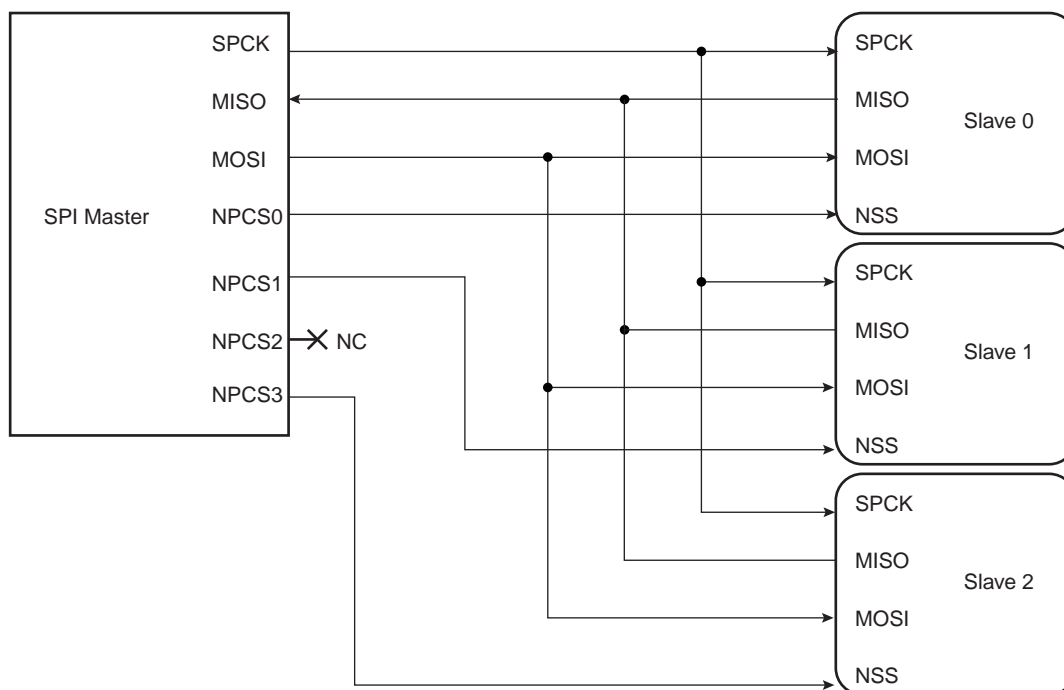 SPI Master
SPCK
MISO
MOSI
NPCS0
NPCS1
NPCS2
NC
NPCS3
SPCK
MISO
Slave 0
MOSI
NSS
SPCK
MISO
Slave 1
MOSI
NSS
SPCK
MISO
Slave 2
MOSI
NSS